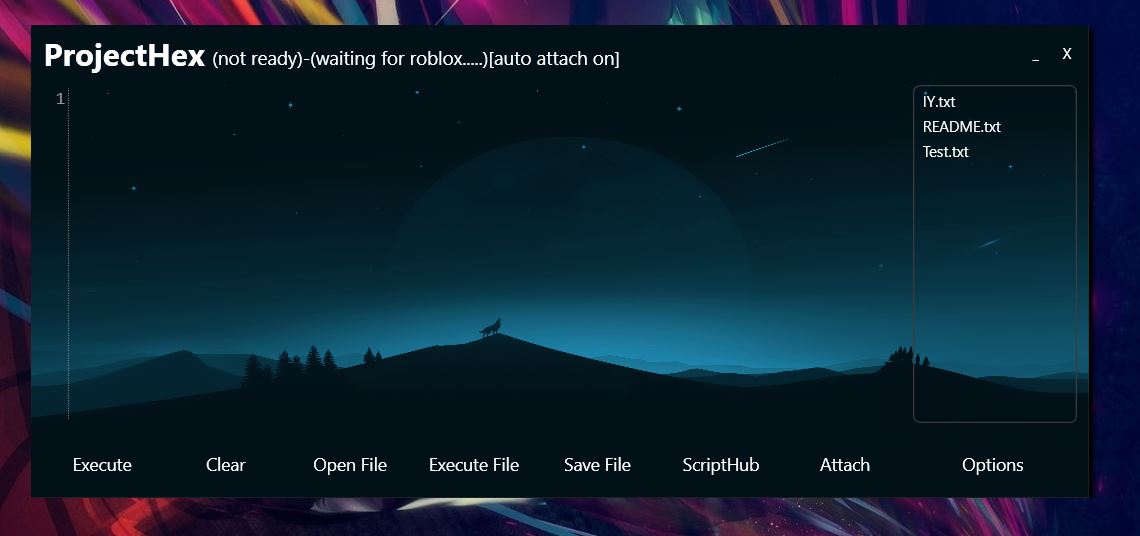 ProjectHex (not ready)-(waiting for roblox.....)[auto attach on]
_ X
1
IY.txt
README.txt
Test.txt
Execute Clear Open File Execute File Save File ScriptHub Attach Options